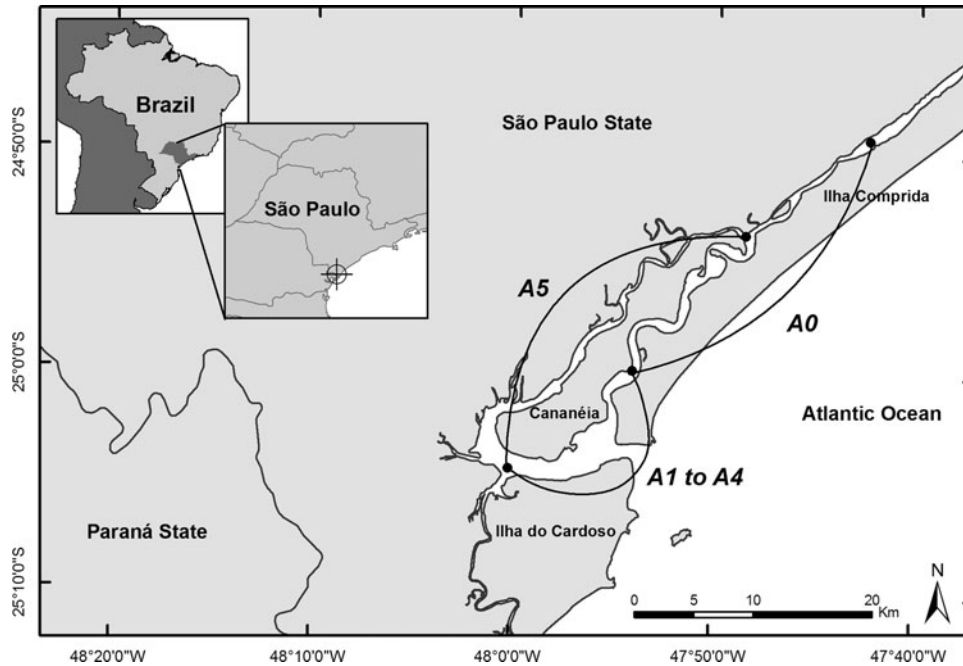 Brazil
São Paulo State
São Paulo
24°50'0"S
Ilha Comprida
A5
A0
25°0'0"S
Cananéia
Atlantic Ocean
A1 to A4
Paraná State
Ilha do Cardoso
25°10'0"S
N
0 5 10 20
Km
48°20'0"W 48°10'0"W 48°0'0"W 47°50'0"W 47°40'0"W